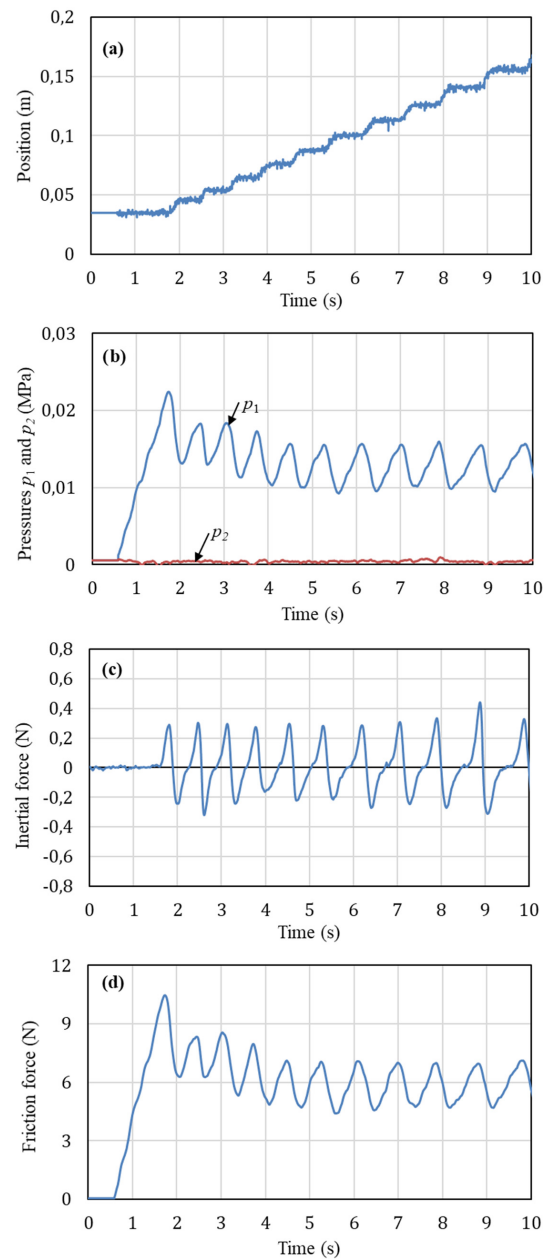 0,2
(a)
0,15
0,1
0,05
0
Position (m)
0 1 2 3 4 5 6 7 8 9 10
Time (s)
0,03
(b)
p1
0,02
0,01
p2
0
Pressures p1 and p2 (MPa)
0 1 2 3 4 5 6 7 8 9 10
Time (s)
0,8
(c)
0,6
0,4
0,2
0
-0,2
-0,4
-0,6
-0,8
Inertial force (N)
0 1 2 3 4 5 6 7 8 9 10
Time (s)
12
(d)
9
6
3
0
Friction force (N)
0 1 2 3 4 5 6 7 8 9 10
Time (s)